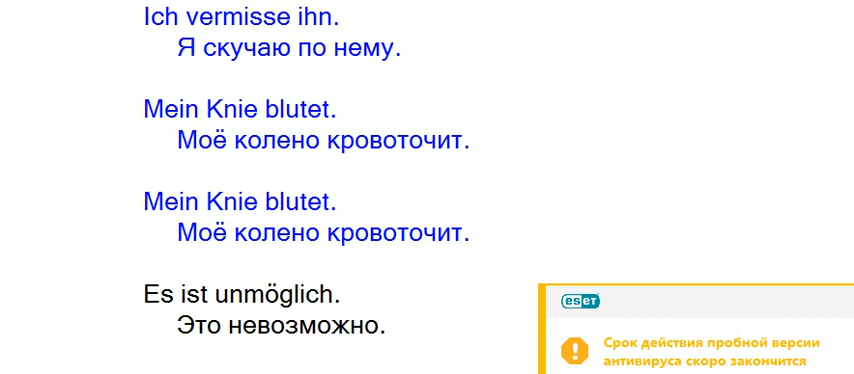 Ich vermisse ihn.
Я скучаю по нему.
Mein Knie blutet.
Моё колено кровоточит.
Mein Knie blutet.
Моё колено кровоточит.
Es ist unmöglich.
Это невозможно.
eset
Срок действия пробной версии
антивируса скоро закончится